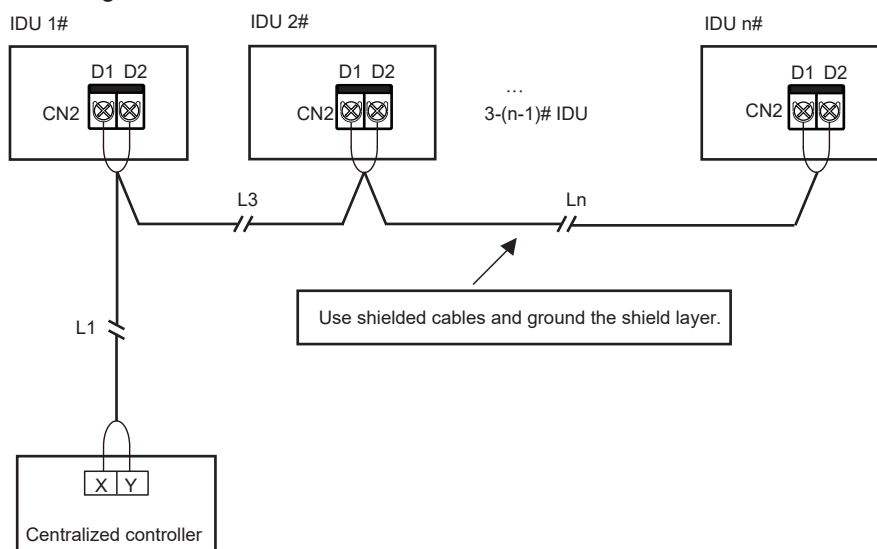 IDU 1#
IDU 2#
IDU n#
D1 D2
D1 D2
D1 D2
CN2
CN2
CN2
...
3-(n-1)# IDU
L3
Ln
Use shielded cables and ground the shield layer.
L1
X Y
Centralized controller